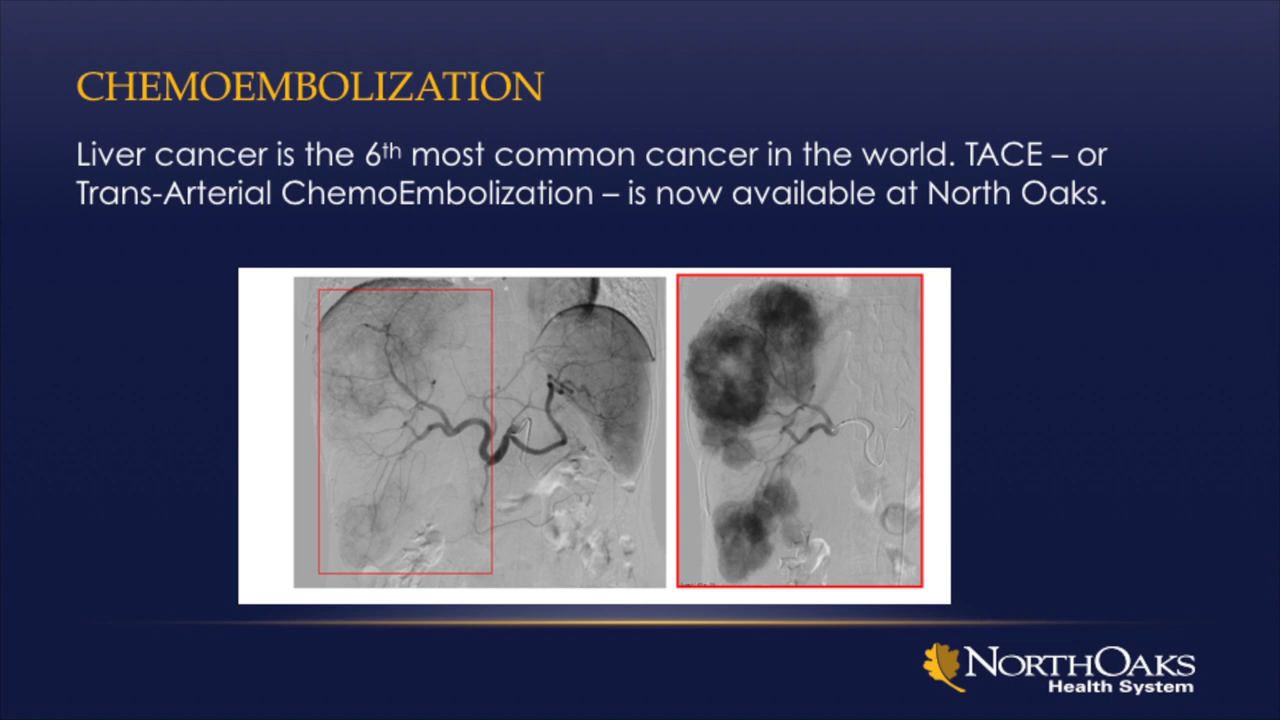 CHEMOEMBOLIZATION
Liver cancer is the 6th most common cancer in the world. TACE – or
Trans-Arterial ChemoEmbolization – is now available at North Oaks.
NORTHOAKS
Health System